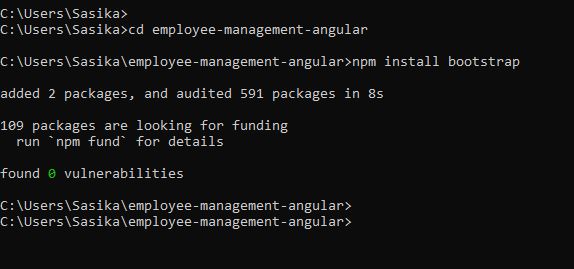 C:\Users\Sasika>
C:\Users\Sasika>cd employee-management-angular
C:\Users\Sasika\employee-management-angular>npm install bootstrap
added 2 packages, and audited 591 packages in 8s
109 packages are looking for funding
  run `npm fund` for details
found 0 vulnerabilities
C:\Users\Sasika\employee-management-angular>
C:\Users\Sasika\employee-management-angular>